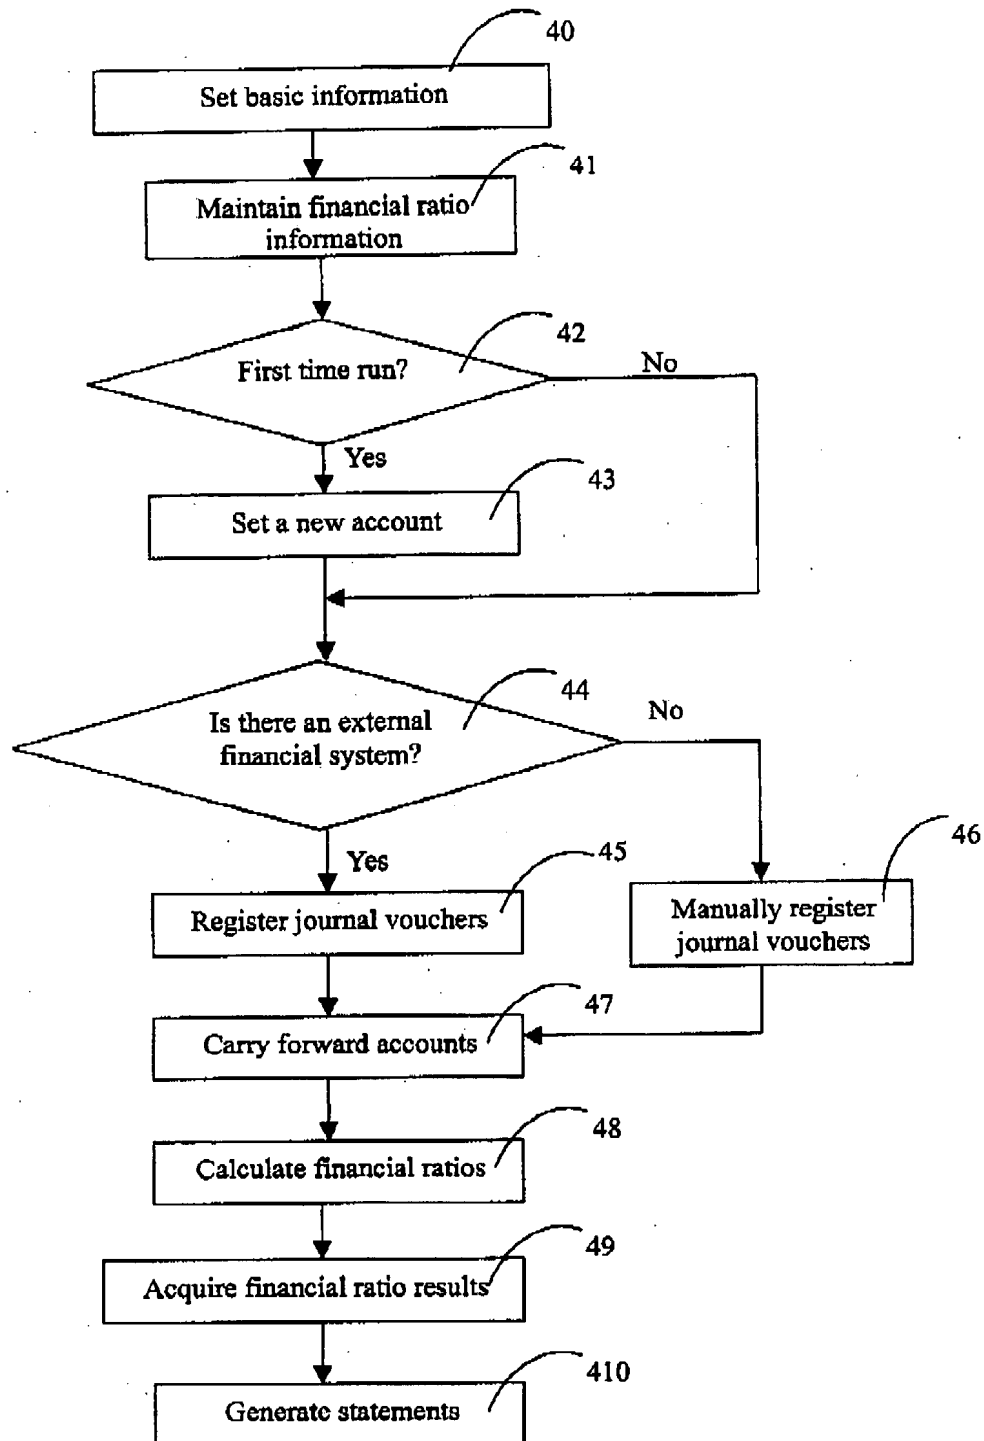 40
Set basic information
41
Maintain financial ratio
information
42
First time run?
No
Yes
43
Set a new account
44
Is there an external
financial system?
No
Yes
45
Register journal vouchers
46
Manually register
journal vouchers
47
Carry forward accounts
48
Calculate financial ratios
49
Acquire financial ratio results
410
Generate statements